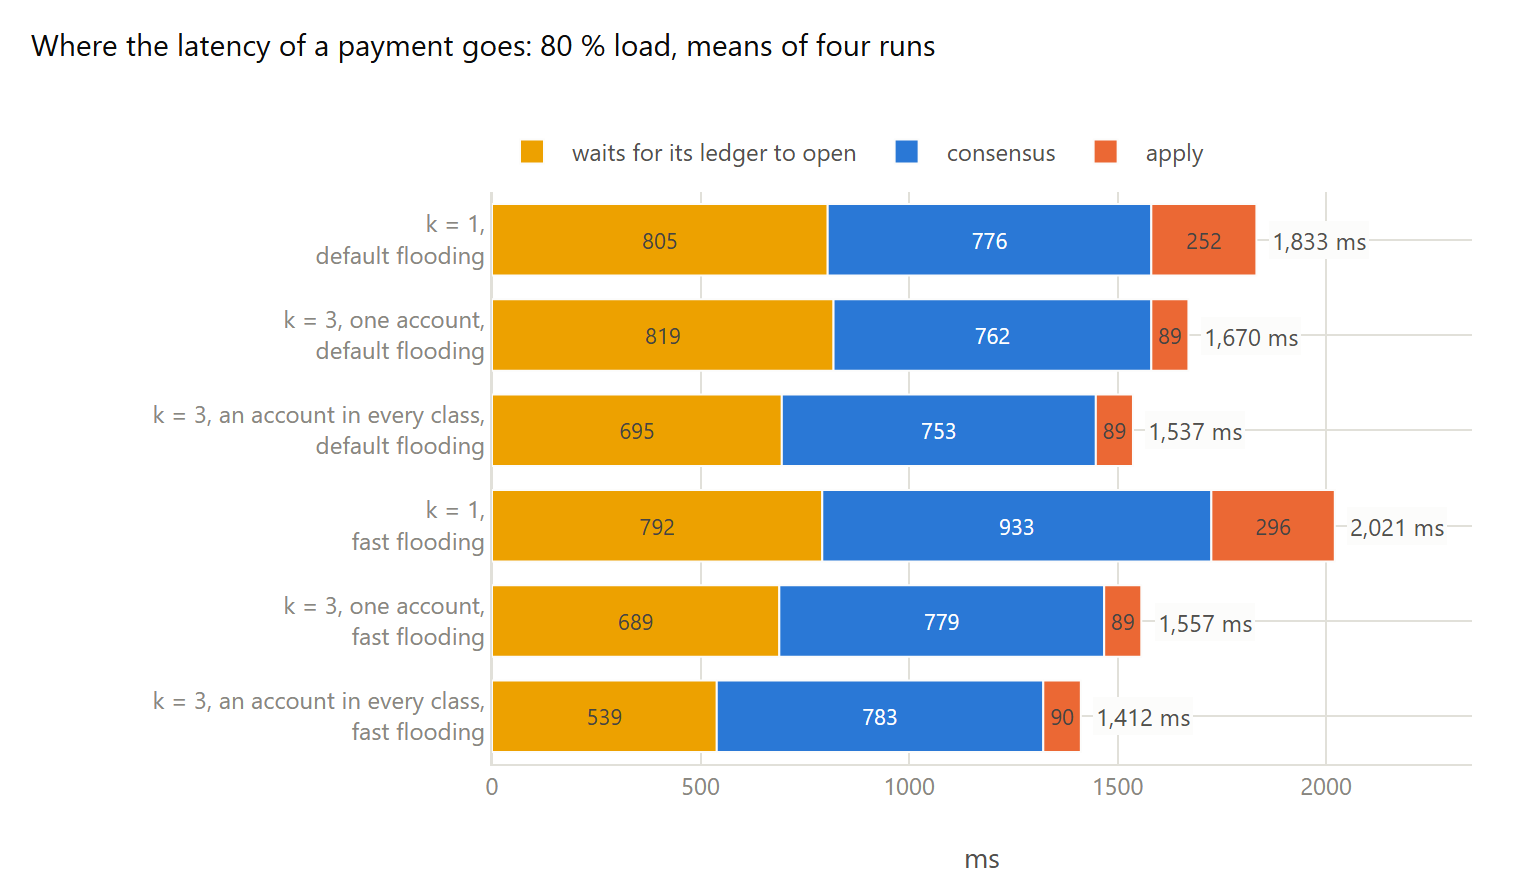 Where the latency of a payment goes: 80 % load, means of four runs
waits for its ledger to open consensus apply
k = 1,
default flooding
805 776 252 1,833 ms
k = 3, one account,
default flooding
819 762 89 1,670 ms
k = 3, an account in every class,
default flooding
695 753 89 1,537 ms
k = 1,
fast flooding
792 933 296 2,021 ms
k = 3, one account,
fast flooding
689 779 89 1,557 ms
k = 3, an account in every class,
fast flooding
539 783 90 1,412 ms
0 500 1000 1500 2000
ms